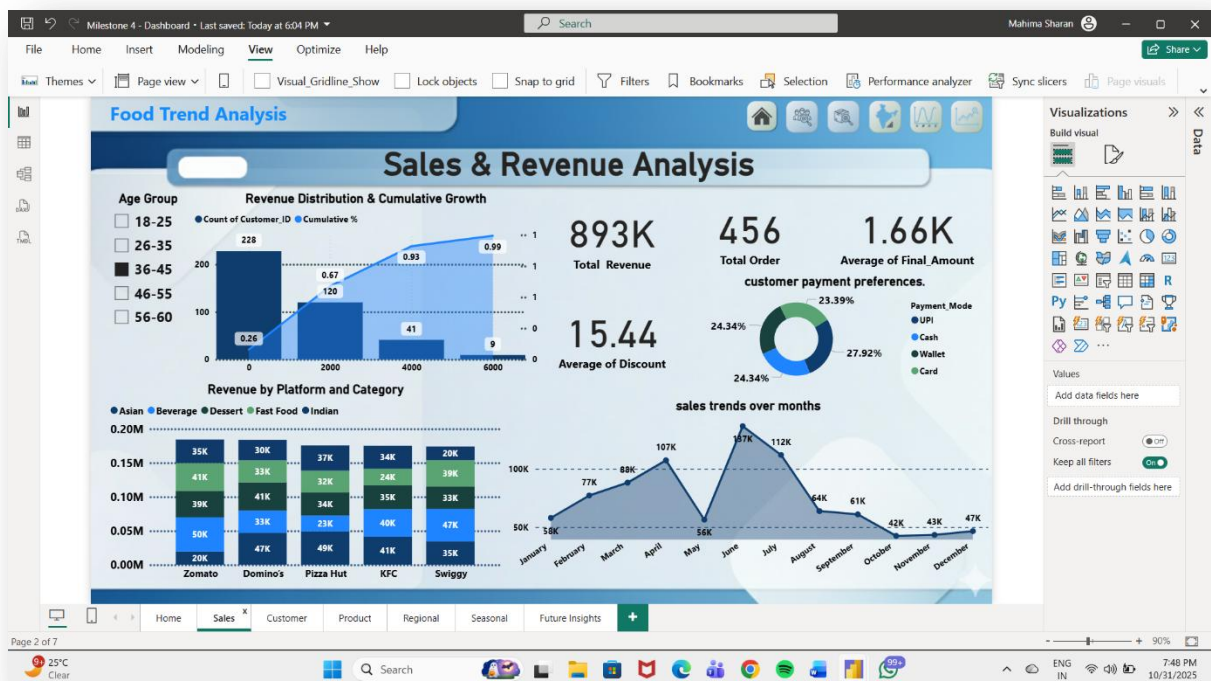 Milestone 4 - Dashboard • Last saved: Today at 6:04 PM
Search
Mahima Sharan
File Home Insert Modeling View Optimize Help
Share
Themes Page view Visual_Gridline_Show Lock objects Snap to grid Filters Bookmarks Selection Performance analyzer Sync slicers Page visuals
Food Trend Analysis
Sales & Revenue Analysis
Age Group
18-25
26-35
36-45
46-55
56-60
Revenue Distribution & Cumulative Growth
Count of Customer_ID Cumulative %
228
0.99
0.93
0.67
120
0.26
41
9
200
100
0
1
1
1
0
0
0 2000 4000 6000
893K
Total Revenue
456
Total Order
1.66K
Average of Final_Amount
15.44
Average of Discount
customer payment preferences.
23.39%
24.34%
27.92%
24.34%
Payment_Mode
UPI
Cash
Wallet
Card
Revenue by Platform and Category
Asian Beverage Dessert Fast Food Indian
0.20M
0.15M
0.10M
0.05M
0.00M
35K 30K 37K 34K 20K
41K 33K 32K 24K 39K
39K 41K 34K 35K 33K
50K 33K 23K 40K 47K
20K 47K 49K 41K 35K
Zomato Domino's Pizza Hut KFC Swiggy
sales trends over months
100K
50K
58K 77K 88K 107K 56K 137K 112K 64K 61K 42K 43K 47K
January February March April May June July August September October November December
Visualizations
Build visual
123
R
Py
Values
Add data fields here
Drill through
Cross-report Off
Keep all filters On
Add drill-through fields here
Data
DAX
TMDL
Home Sales X Customer Product Regional Seasonal Future Insights +
Page 2 of 7
- + 90%
9+
25°C
Clear
Search
99+
ENG
IN
7:48 PM
10/31/2025